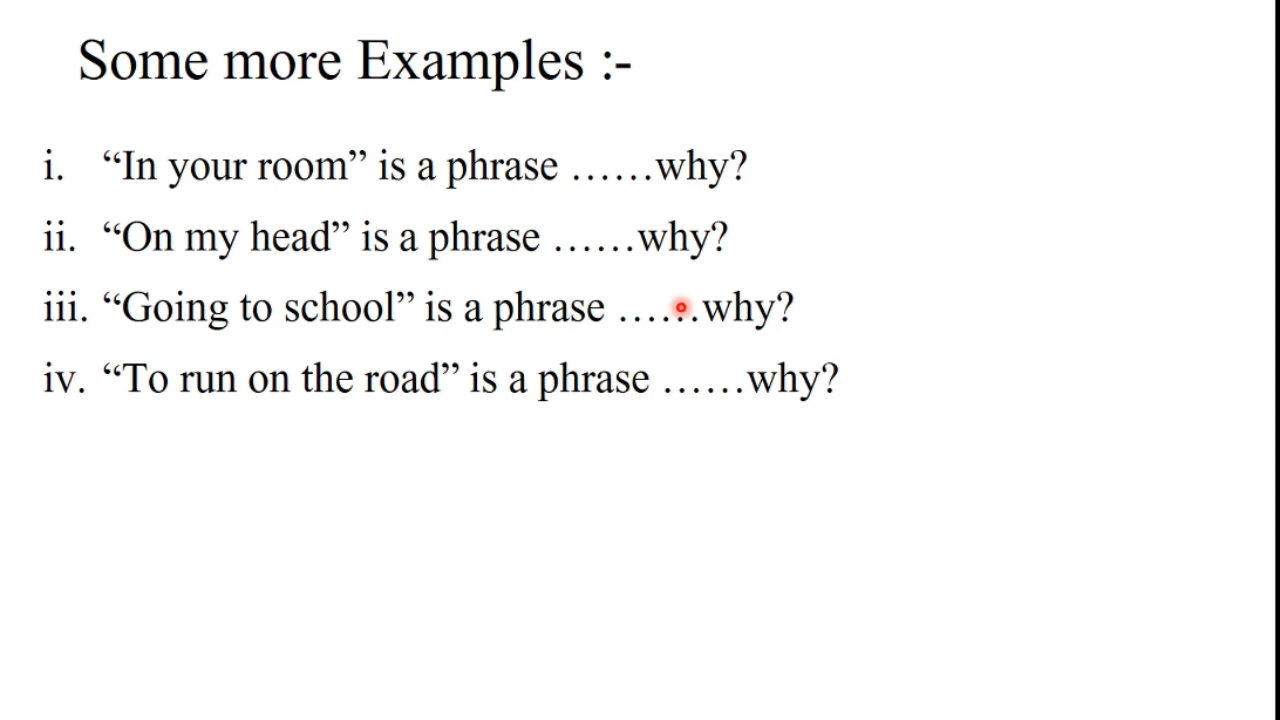 Some more Examples :-
i. “In your room” is a phrase ……why?
ii. “On my head” is a phrase ……why?
iii. “Going to school” is a phrase ……why?
iv. “To run on the road” is a phrase ……why?